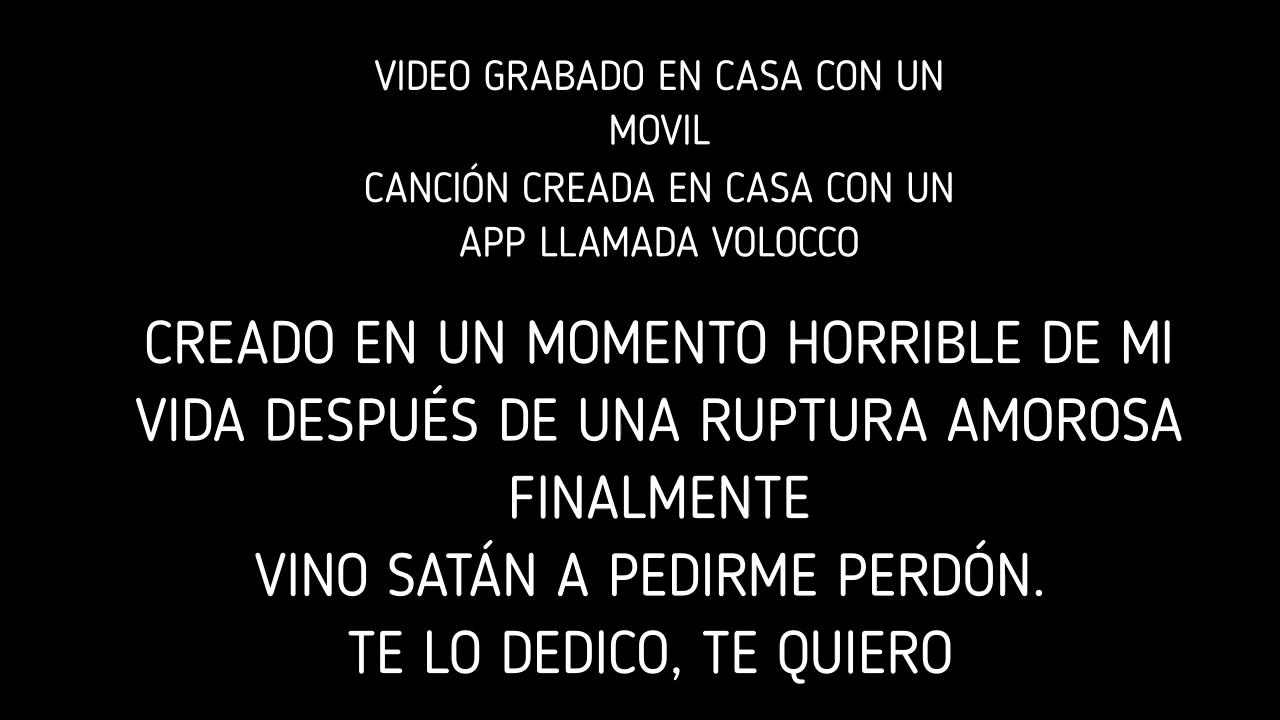 VIDEO GRABADO EN CASA CON UN
MOVIL
CANCIÓN CREADA EN CASA CON UN
APP LLAMADA VOLOCCO
CREADO EN UN MOMENTO HORRIBLE DE MI
VIDA DESPUÉS DE UNA RUPTURA AMOROSA
FINALMENTE
VINO SATÁN A PEDIRME PERDÓN.
TE LO DEDICO, TE QUIERO